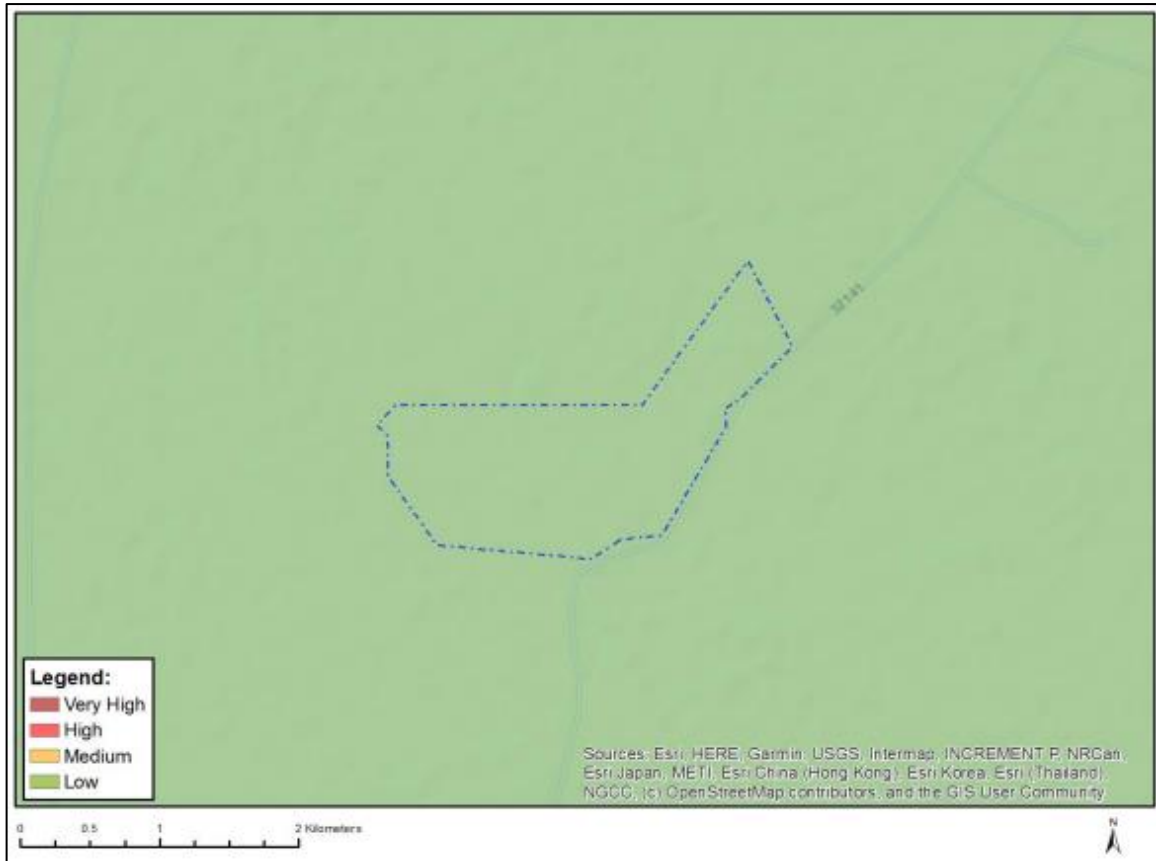 32141
Legend:
Very High
High
Medium
Low
Sources: Esri, HERE, Garmin, USGS, Intermap, INCREMENT P, NRCan,
Esri Japan, METI, Esri China (Hong Kong), Esri Korea, Esri (Thailand),
NGCC, (c) OpenStreetMap contributors, and the GIS User Community
0 0.5 1 2 Kilometers
N